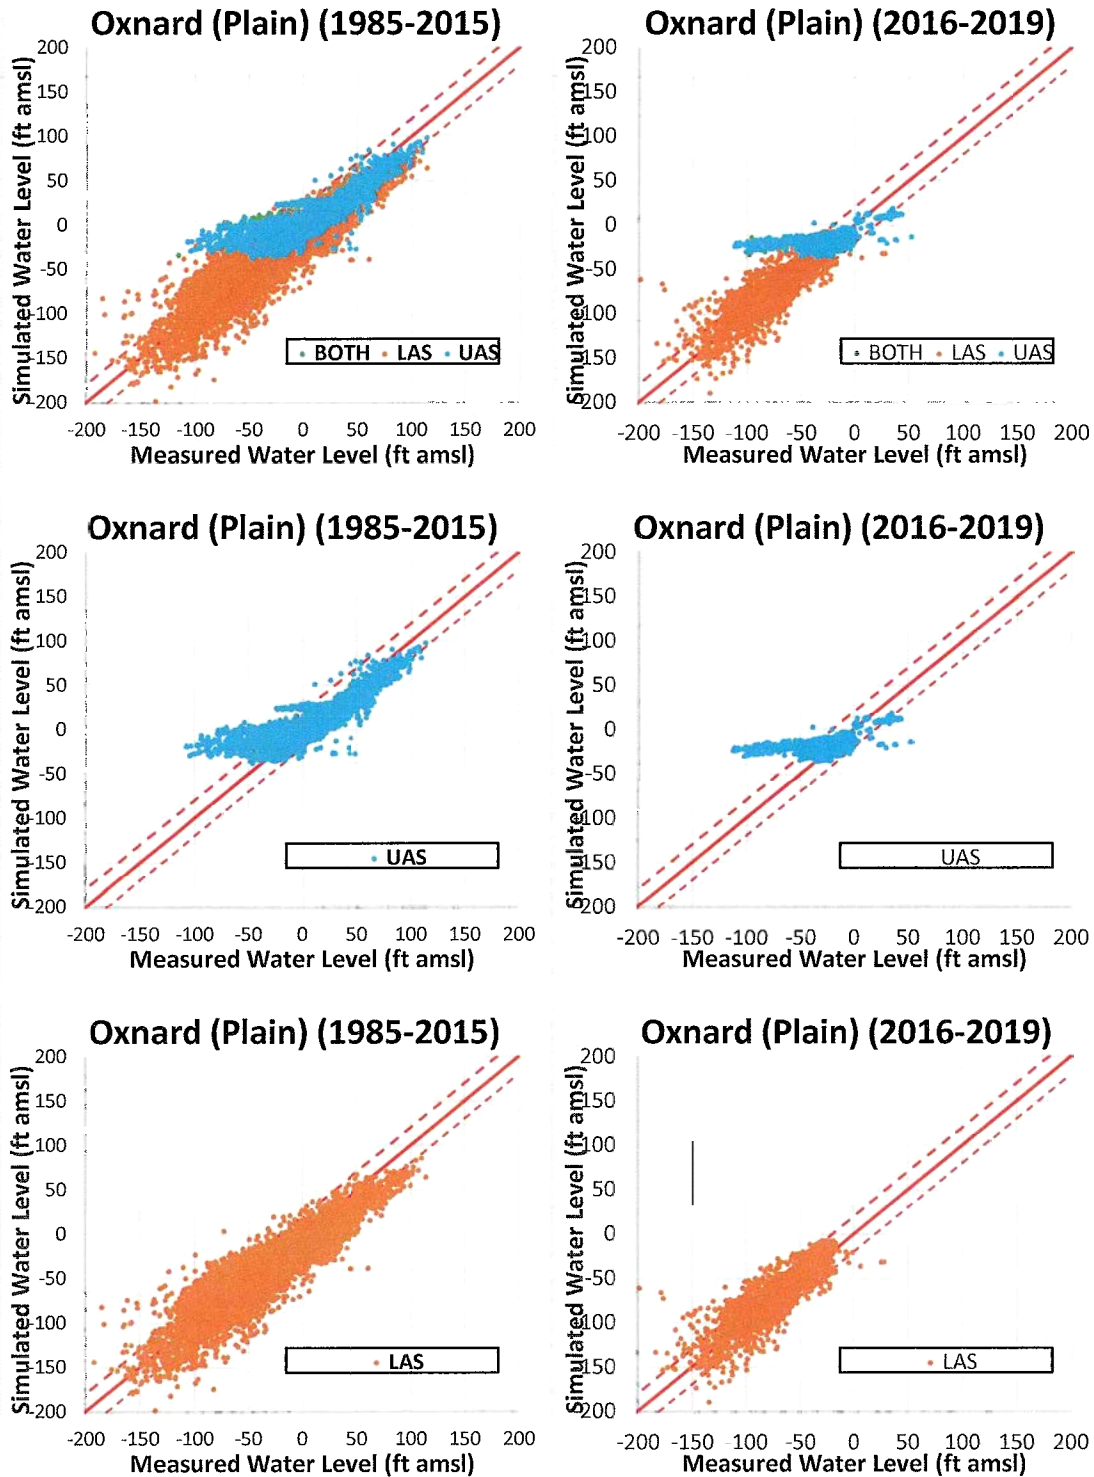 Oxnard (Plain) (1985-2015)
Simulated Water Level (ft amsl)
200
150
100
50
0
-50
-100
-150
-200
• BOTH • LAS • UAS
-200 -150 -100 -50 0 50 100 150 200
Measured Water Level (ft amsl)
Oxnard (Plain) (2016-2019)
Simulated Water Level (ft amsl)
200
150
100
50
0
-50
-100
-150
-200
• BOTH • LAS • UAS
-200 -150 -100 -50 0 50 100 150 200
Measured Water Level (ft amsl)
Oxnard (Plain) (1985-2015)
Simulated Water Level (ft amsl)
200
150
100
50
0
-50
-100
-150
-200
• UAS
-200 -150 -100 -50 0 50 100 150 200
Measured Water Level (ft amsl)
Oxnard (Plain) (2016-2019)
Simulated Water Level (ft amsl)
200
150
100
50
0
-50
-100
-150
-200
UAS
-200 -150 -100 -50 0 50 100 150 200
Measured Water Level (ft amsl)
Oxnard (Plain) (1985-2015)
Simulated Water Level (ft amsl)
200
150
100
50
0
-50
-100
-150
-200
• LAS
-200 -150 -100 -50 0 50 100 150 200
Measured Water Level (ft amsl)
Oxnard (Plain) (2016-2019)
Simulated Water Level (ft amsl)
200
150
100
50
0
-50
-100
-150
-200
• LAS
-200 -150 -100 -50 0 50 100 150 200
Measured Water Level (ft amsl)